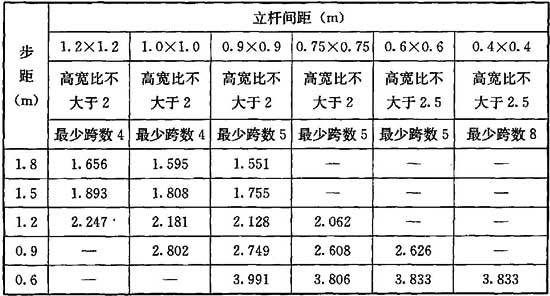 立杆间距（m）
步距（m）
1.2×1.2 1.0×1.0 0.9×0.9 0.75×0.75 0.6×0.6 0.4×0.4
高宽比不 高宽比不 高宽比不 高宽比不 高宽比不 高宽比不
大于2 大于2 大于2 大于2 大于2.5 大于2.5
最少跨数4 最少跨数4 最少跨数5 最少跨数5 最少跨数5 最少跨数8
1.8 1.656 1.595 1.551 — — —
1.5 1.893 1.808 1.755 — — —
1.2 2.247 2.181 2.128 2.062 — —
0.9 — 2.802 2.749 2.608 2.626 —
0.6 — — 3.991 3.806 3.833 3.833